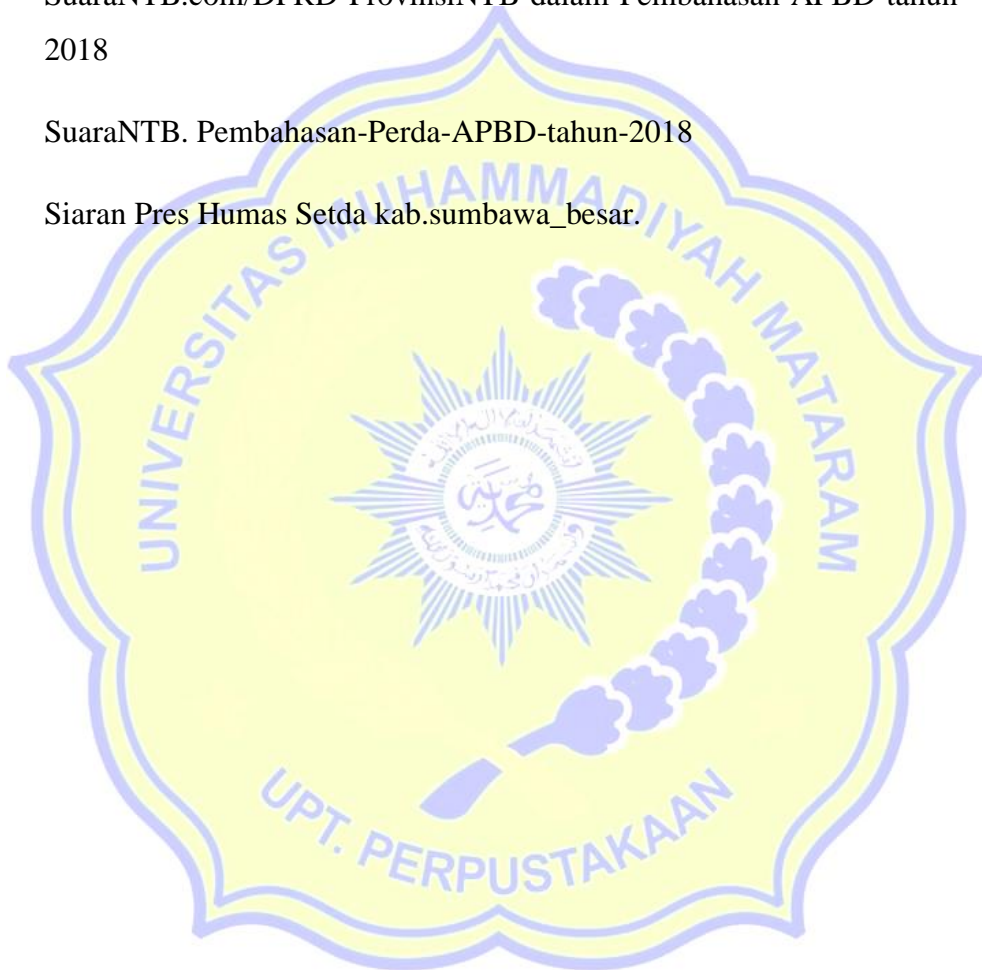 SuaraNTB.com/DPRD-ProvinsiNTB-dalam-Pembahasan-APBD-tahun-
2018
SuaraNTB. Pembahasan-Perda-APBD-tahun-2018
Siaran Pres Humas Setda kab.sumbawa_besar.
UNIVERSITAS MUHAMMADIYAH MATARAM
UPT. PERPUSTAKAAN